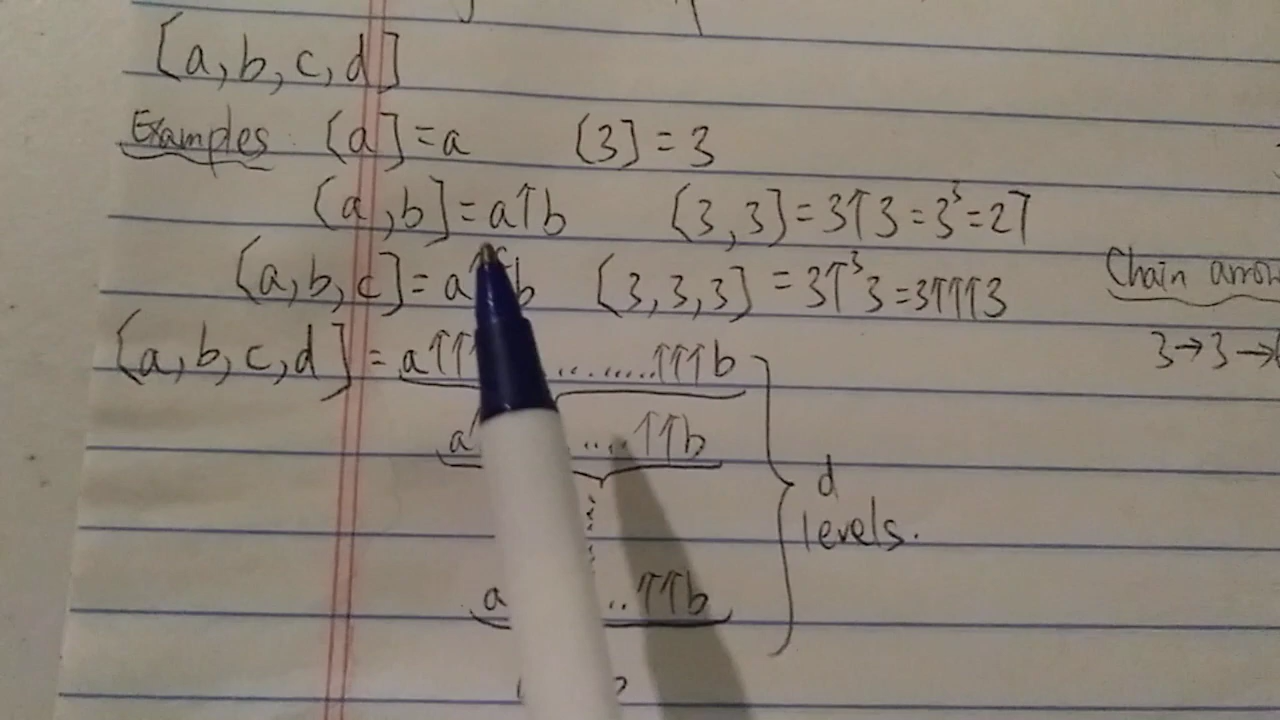 [a,b,c,d]
Examples: [a]=a [3]=3
[a,b]=a↑b [3,3]=3↑3=3³=27
[a,b,c]=a b [3,3,3]=3↑³3=3↑↑↑3
Chain arrow
[a,b,c,d]=a↑↑ .........↑↑↑b
3→3→
a ....↑↑b
d
levels.
a ..↑↑b